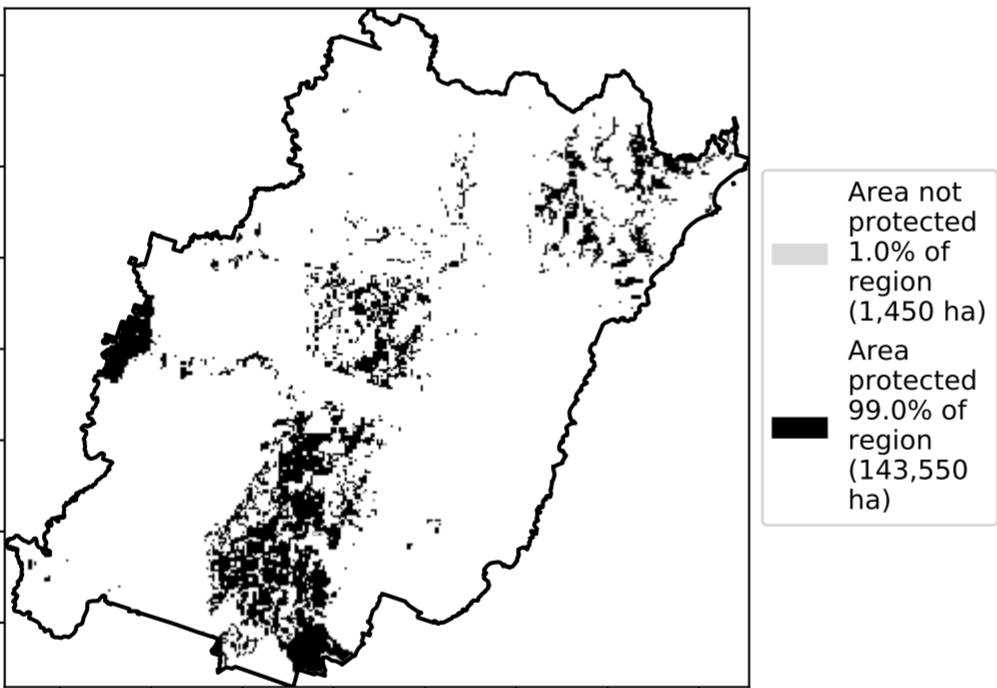 Area not
protected
1.0% of
region
(1,450 ha)
Area
protected
99.0% of
region
(143,550
ha)